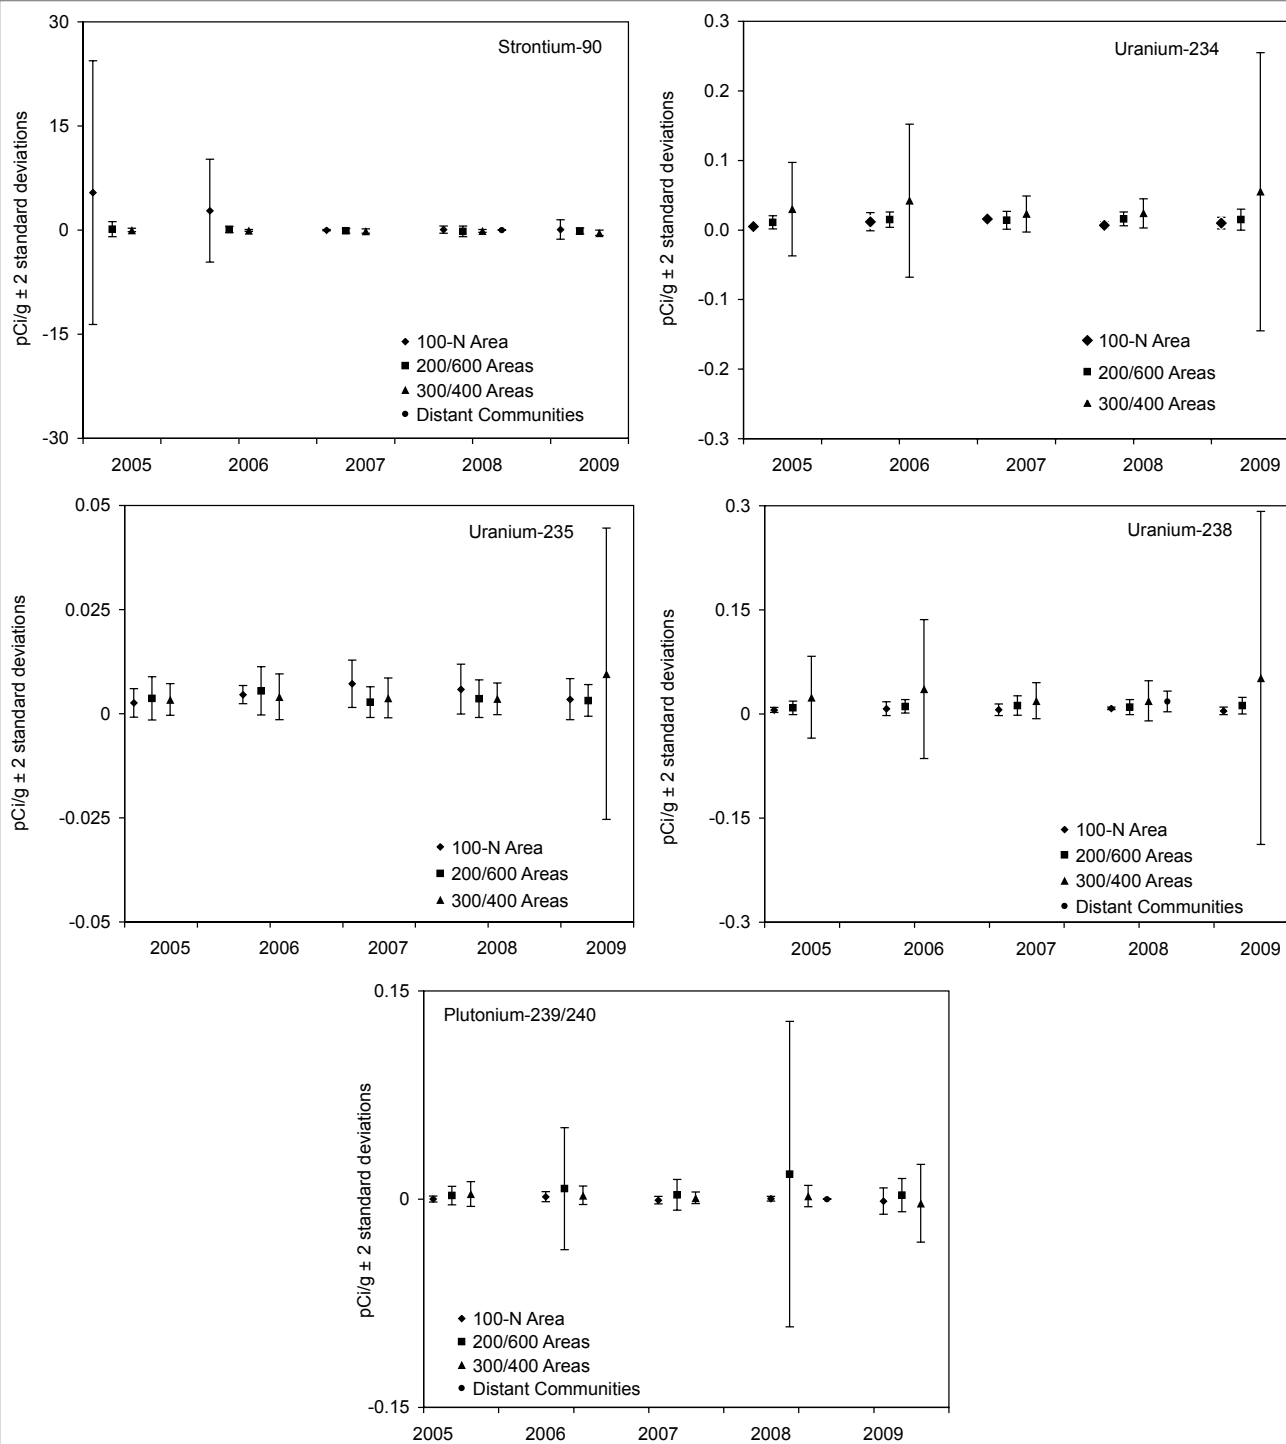 Strontium-90
pCi/g ± 2 standard deviations
30
15
0
-15
-30
100-N Area
200/600 Areas
300/400 Areas
Distant Communities
2005 2006 2007 2008 2009
Uranium-234
pCi/g ± 2 standard deviations
0.3
0.2
0.1
0.0
-0.1
-0.2
-0.3
100-N Area
200/600 Areas
300/400 Areas
2005 2006 2007 2008 2009
Uranium-235
pCi/g ± 2 standard deviations
0.05
0.025
0
-0.025
-0.05
100-N Area
200/600 Areas
300/400 Areas
2005 2006 2007 2008 2009
Uranium-238
pCi/g ± 2 standard deviations
0.3
0.15
0
-0.15
-0.3
100-N Area
200/600 Areas
300/400 Areas
Distant Communities
2005 2006 2007 2008 2009
Plutonium-239/240
pCi/g ± 2 standard deviations
0.15
0
-0.15
100-N Area
200/600 Areas
300/400 Areas
Distant Communities
2005 2006 2007 2008 2009